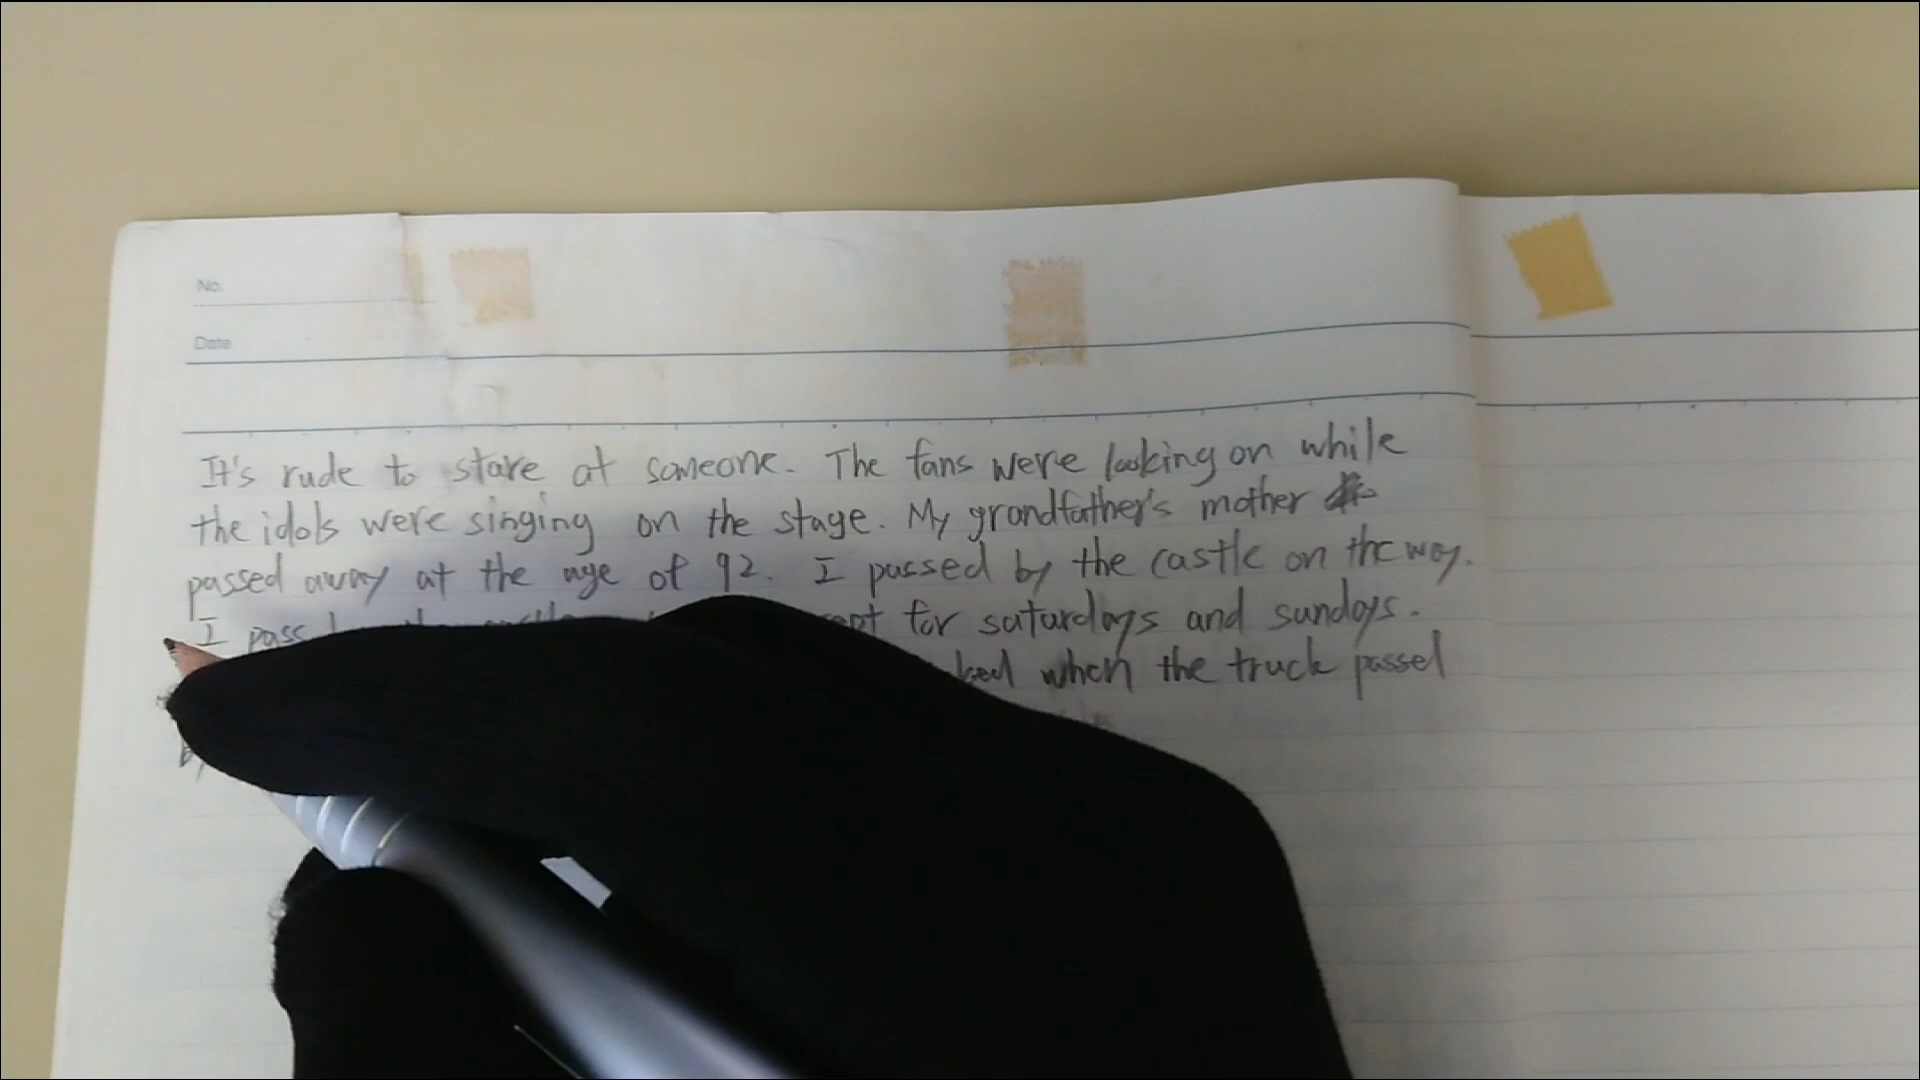 No.
Date
It's rude to stare at someone. The fans were looking on while
the idols were singing on the stage. My grandfather's mother
passed away at the age of 92. I passed by the castle on the way.
I pass for saturdays and sundays.
when the truck passed